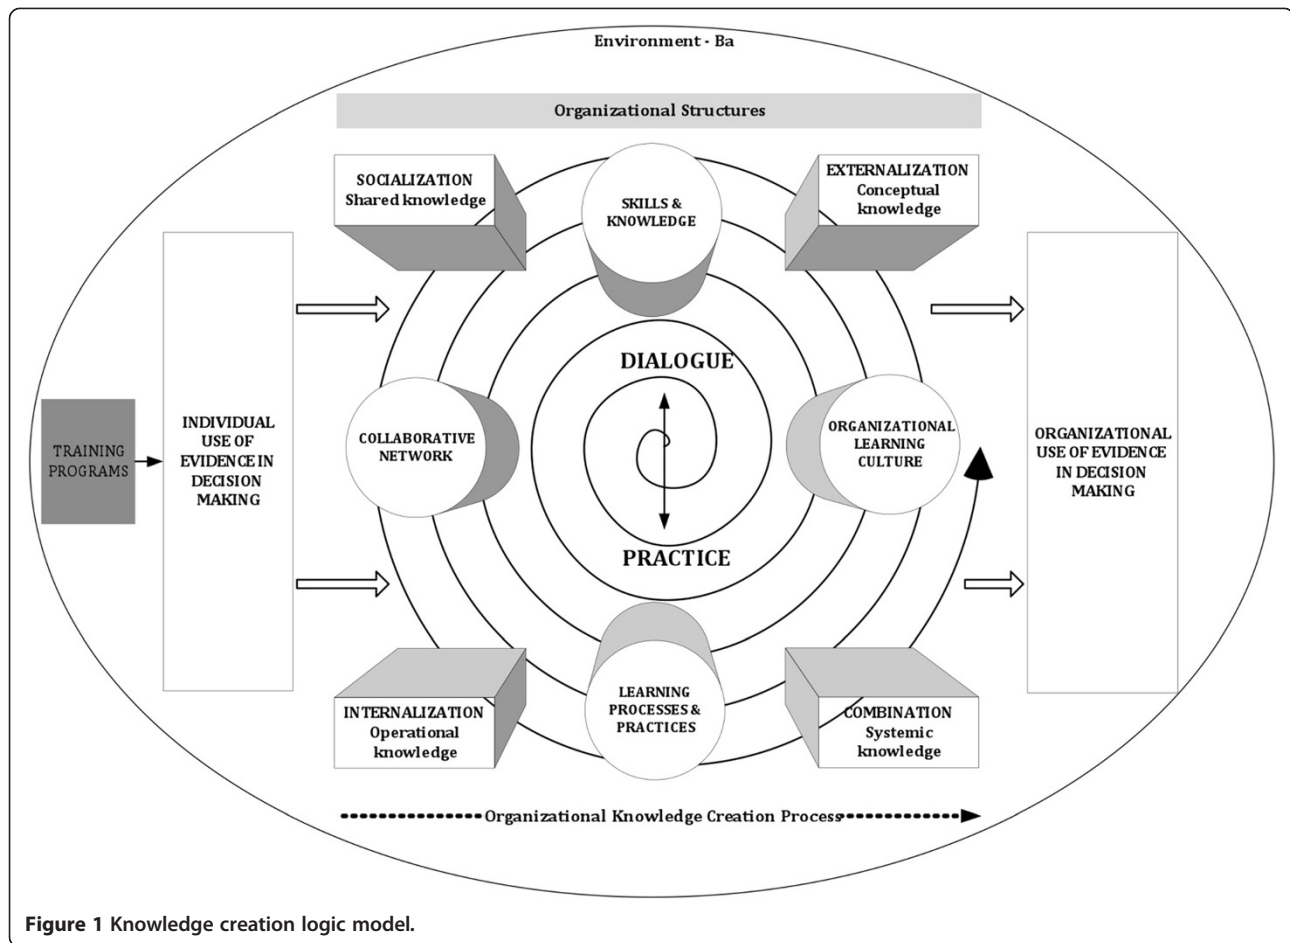 Environment - Ba
Organizational Structures
SOCIALIZATION
Shared knowledge
SKILLS &
KNOWLEDGE
EXTERNALIZATION
Conceptual
knowledge
TRAINING
PROGRAMS
INDIVIDUAL
USE OF
EVIDENCE IN
DECISION
MAKING
COLLABORATIVE
NETWORK
DIALOGUE
PRACTICE
ORGANIZATIONAL
LEARNING
CULTURE
ORGANIZATIONAL
USE OF EVIDENCE
IN DECISION
MAKING
INTERNALIZATION
Operational
knowledge
LEARNING
PROCESSES &
PRACTICES
COMBINATION
Systemic
knowledge
Organizational Knowledge Creation Process
Figure 1 Knowledge creation logic model.